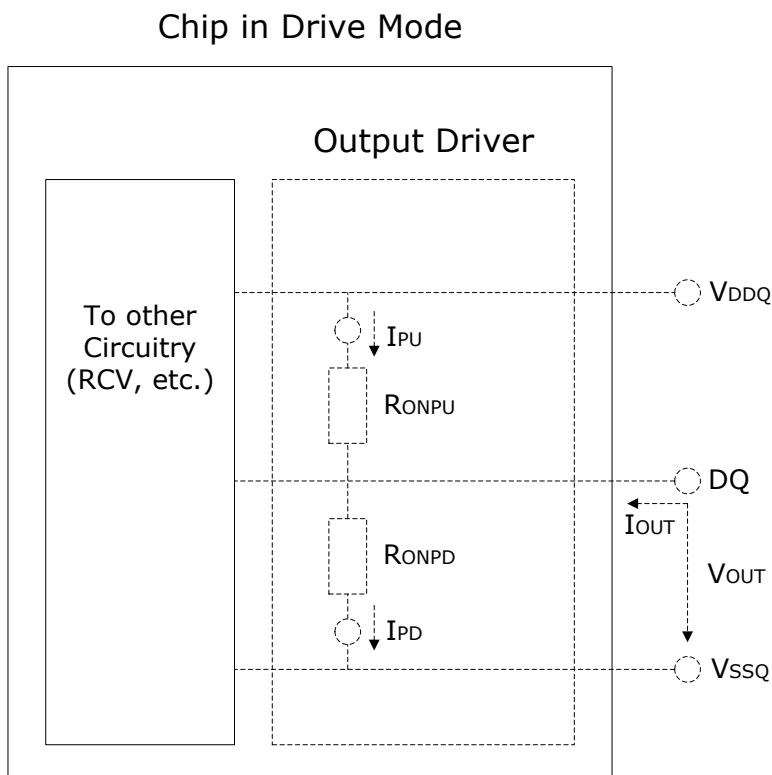 Chip in Drive Mode
Output Driver
To other
Circuitry
(RCV, etc.)
IPU
RONPU
RONPD
IPD
VDDQ
DQ
IOUT
VOUT
VSSQ